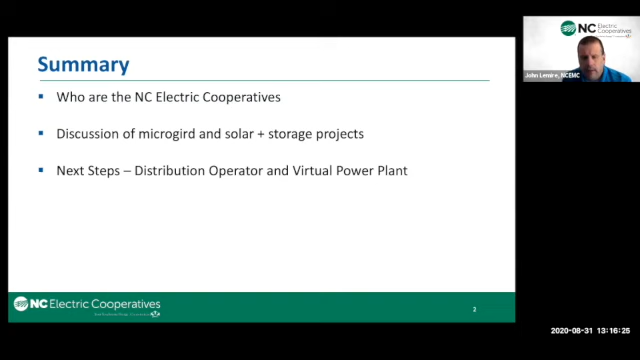 Summary
Who are the NC Electric Cooperatives
Discussion of microgird and solar + storage projects
Next Steps – Distribution Operator and Virtual Power Plant
NC Electric Cooperatives
2
NC Electric
Cooperatives
John Lemire, NCEMC
2020-08-31 13:16:25